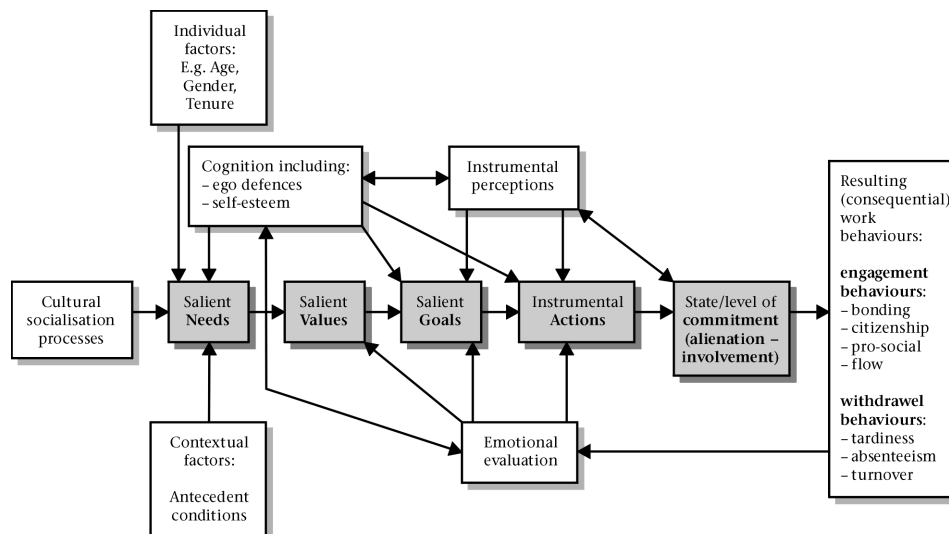 Individual
factors:
E.g. Age,
Gender,
Tenure
Cognition including:
– ego defences
– self-esteem
Instrumental
perceptions
Resulting
(consequential)
work
behaviours:
engagement
behaviours:
– bonding
– citizenship
– pro-social
– flow
withdrawel
behaviours:
– tardiness
– absenteeism
– turnover
Cultural
socialisation
processes
Salient
Needs
Salient
Values
Salient
Goals
Instrumental
Actions
State/level of
commitment
(alienation –
involvement)
Contextual
factors:
Antecedent
conditions
Emotional
evaluation